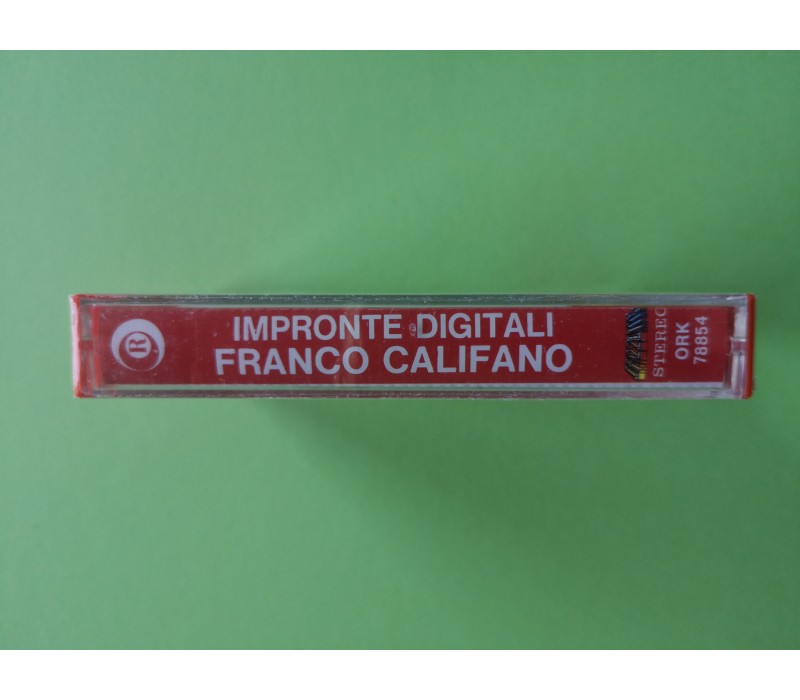 R
IMPRONTE DIGITALI
FRANCO CALIFANO
STEREO
ORK
78854